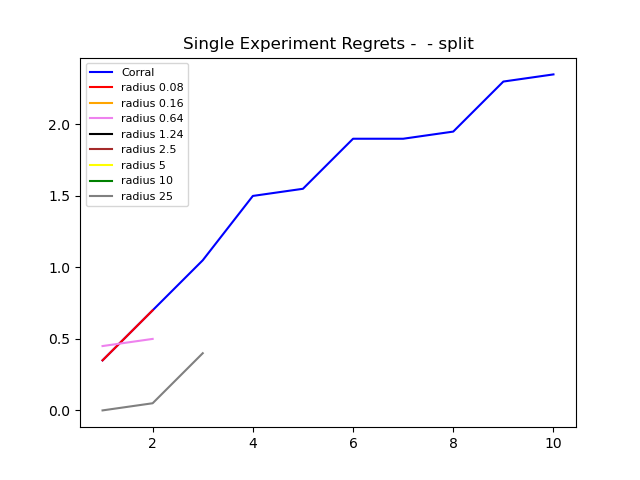 Single Experiment Regrets -  - split
Corral
radius 0.08
radius 0.16
radius 0.64
radius 1.24
radius 2.5
radius 5
radius 10
radius 25
2.0
1.5
1.0
0.5
0.0
2 4 6 8 10